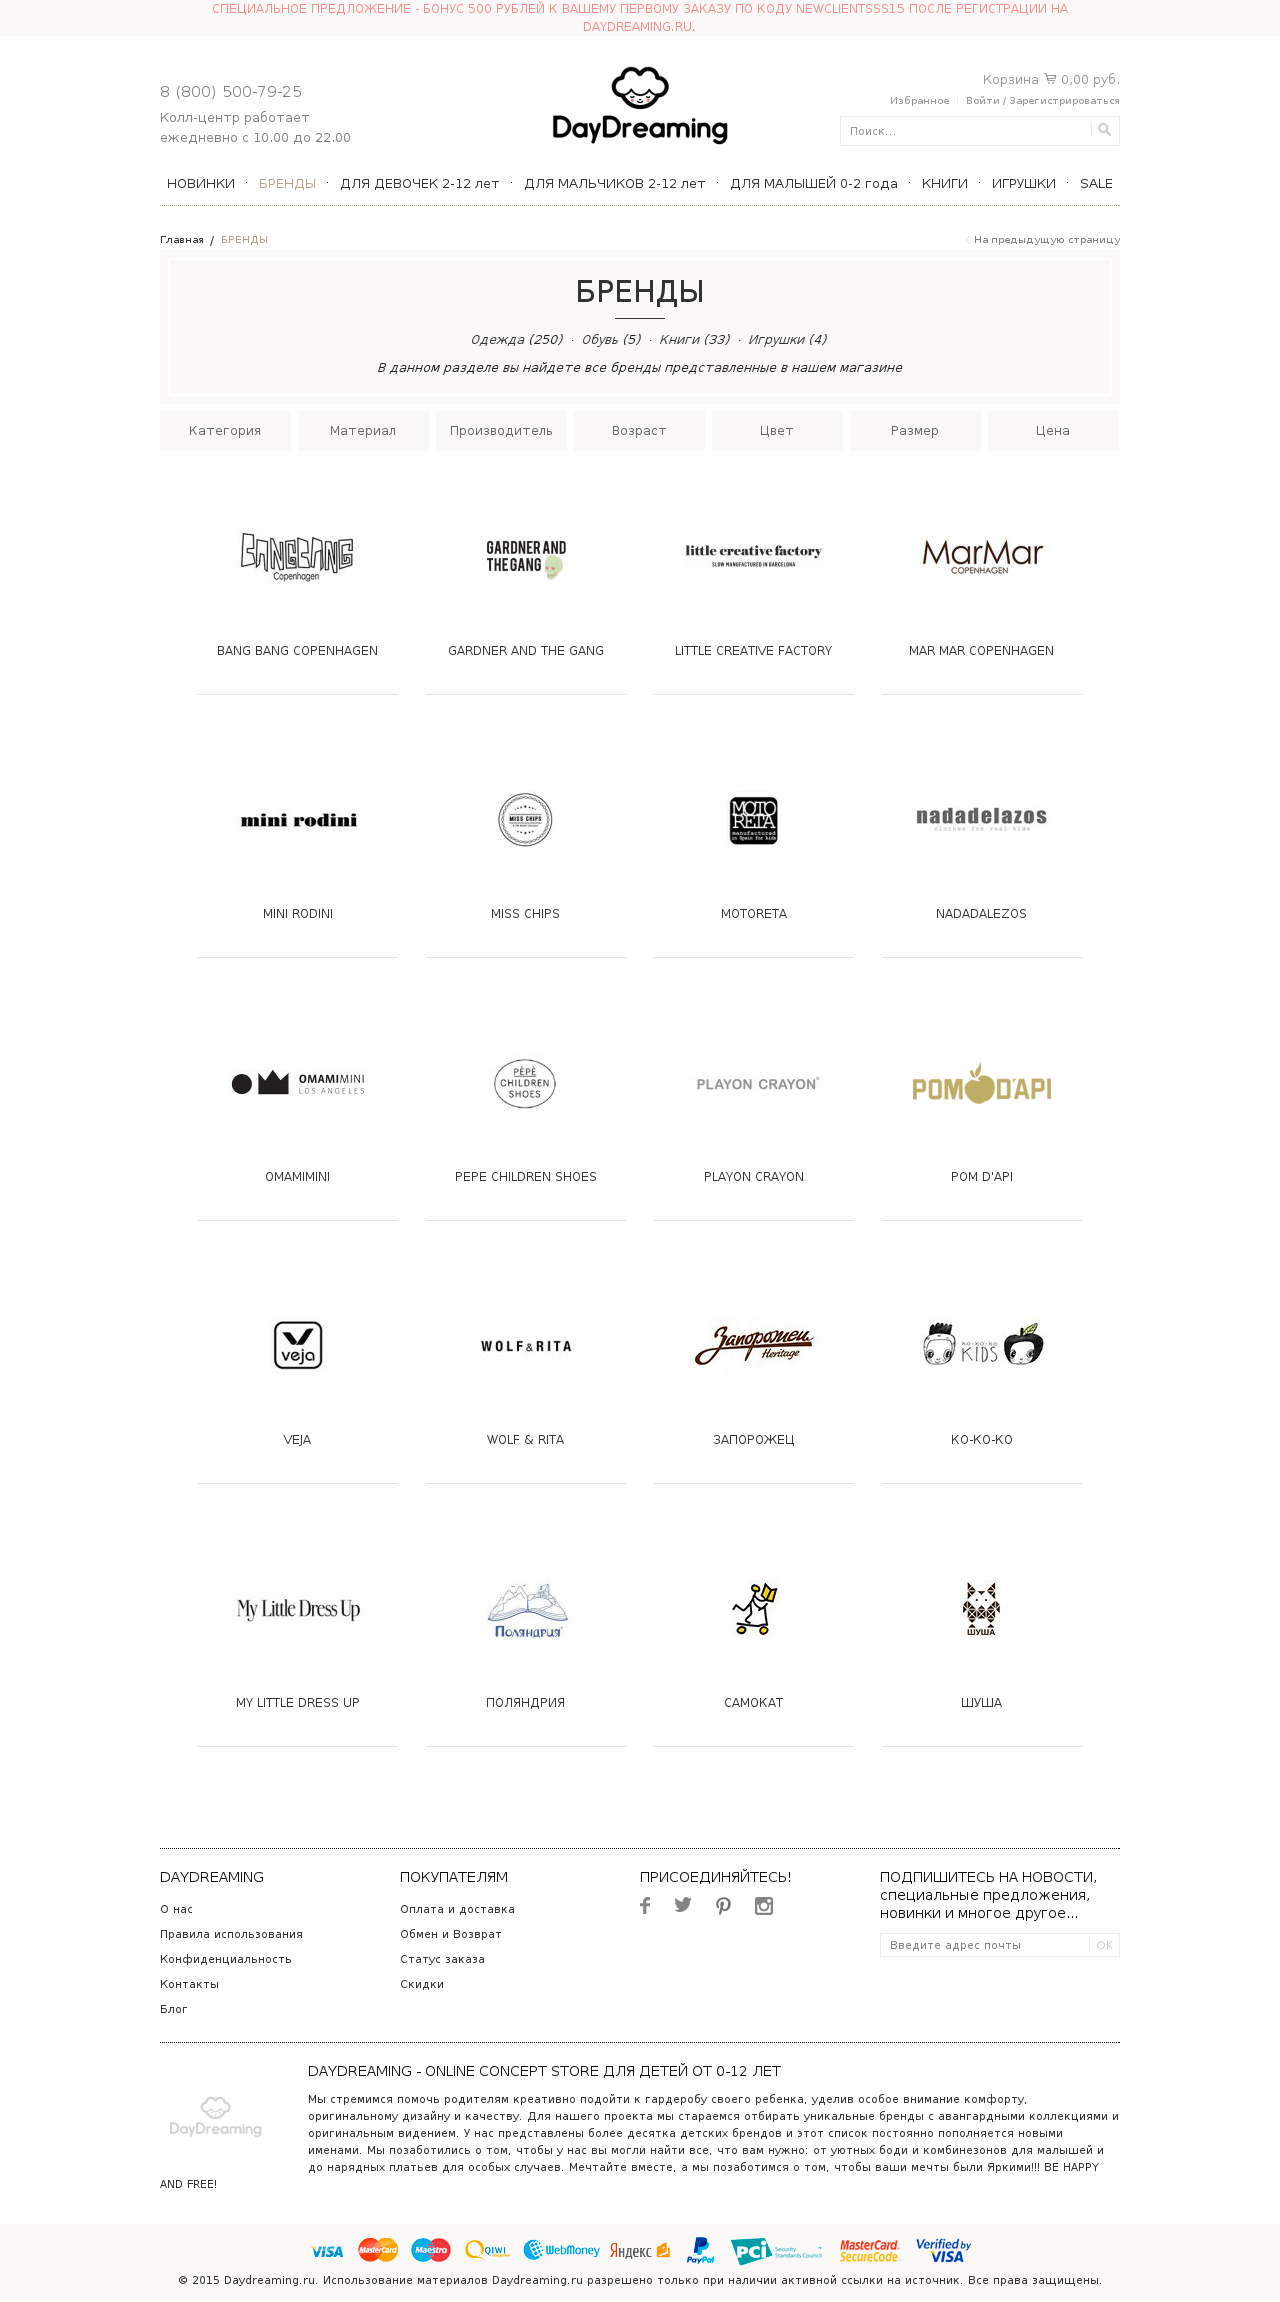 СПЕЦИАЛЬНОЕ ПРЕДЛОЖЕНИЕ - БОНУС 500 РУБЛЕЙ К ВАШЕМУ ПЕРВОМУ ЗАКАЗУ ПО КОДУ NEWCLIENTSSS15 ПОСЛЕ РЕГИСТРАЦИИ НА
DAYDREAMING.RU.
8 (800) 500-79-25
Колл-центр работает
ежедневно с 10.00 до 22.00
DayDreaming
Корзина 0,00 руб.
Избранное | Войти / Зарегистрироваться
Поиск...
НОВИНКИ · БРЕНДЫ · ДЛЯ ДЕВОЧЕК 2-12 лет · ДЛЯ МАЛЬЧИКОВ 2-12 лет · ДЛЯ МАЛЫШЕЙ 0-2 года · КНИГИ · ИГРУШКИ · SALE
Главная / БРЕНДЫ
На предыдущую страницу
БРЕНДЫ
Одежда (250) · Обувь (5) · Книги (33) · Игрушки (4)
В данном разделе вы найдете все бренды представленные в нашем магазине
Категория Материал Производитель Возраст Цвет Размер Цена
BANGBANG
Copenhagen
GARDNER AND
THE GANG
little creative factory
SLOW MANUFACTURED IN BARCELONA
MarMar
COPENHAGEN
BANG BANG COPENHAGEN GARDNER AND THE GANG LITTLE CREATIVE FACTORY MAR MAR COPENHAGEN
mini rodini
MISS CHIPS
MOTO
RETA
manufactured
in Spain for kids
nadadelazos
clothes for real kids
MINI RODINI MISS CHIPS MOTORETA NADADALEZOS
OMAMIMINI
LOS ANGELES
PÈPÈ
CHILDREN
SHOES
PLAYON CRAYON®
POM D'API
OMAMIMINI PEPE CHILDREN SHOES PLAYON CRAYON POM D'API
veja
WOLF & RITA
Запорожец
Heritage
ko-ko-ko
KIDS
VEJA WOLF & RITA ЗАПОРОЖЕЦ КО-КО-КО
My Little Dress Up
Поляндрия
ШУША
MY LITTLE DRESS UP ПОЛЯНДРИЯ САМОКАТ ШУША
DAYDREAMING
О нас
Правила использования
Конфиденциальность
Контакты
Блог
ПОКУПАТЕЛЯМ
Оплата и доставка
Обмен и Возврат
Статус заказа
Скидки
ПРИСОЕДИНЯЙТЕСЬ!
ПОДПИШИТЕСЬ НА НОВОСТИ,
специальные предложения,
новинки и многое другое...
Введите адрес почты OK
DayDreaming
DAYDREAMING - ONLINE CONCEPT STORE ДЛЯ ДЕТЕЙ ОТ 0-12 ЛЕТ
Мы стремимся помочь родителям креативно подойти к гардеробу своего ребенка, уделив особое внимание комфорту,
оригинальному дизайну и качеству. Для нашего проекта мы стараемся отбирать уникальные бренды с авангардными коллекциями и
оригинальным видением. У нас представлены более десятка детских брендов и этот список постоянно пополняется новыми
именами. Мы позаботились о том, чтобы у нас вы могли найти все, что вам нужно: от уютных боди и комбинезонов для малышей и
до нарядных платьев для особых случаев. Мечтайте вместе, а мы позаботимся о том, чтобы ваши мечты были Яркими!!! BE HAPPY
AND FREE!
VISA MasterCard Maestro QIWI WebMoney Яндекс PayPal PCI Security Standards Council MasterCard. SecureCode. Verified by VISA
© 2015 Daydreaming.ru. Использование материалов Daydreaming.ru разрешено только при наличии активной ссылки на источник. Все права защищены.